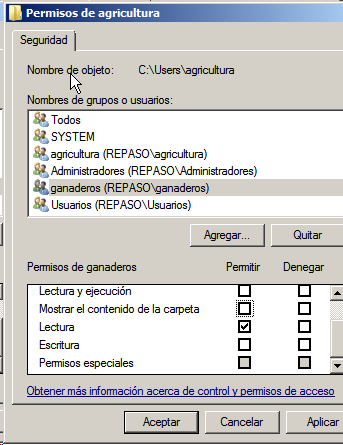 Permisos de agricultura
Seguridad
Nombre de objeto: C:\Users\agricultura
Nombres de grupos o usuarios:
Todos
SYSTEM
agricultura (REPASO\agricultura)
Administradores (REPASO\Administradores)
ganaderos (REPASO\ganaderos)
Usuarios (REPASO\Usuarios)
Agregar... Quitar
Permisos de ganaderos Permitir Denegar
Lectura y ejecución
Mostrar el contenido de la carpeta
Lectura
Escritura
Permisos especiales
Obtener más información acerca de control y permisos de acceso
Aceptar Cancelar Aplicar